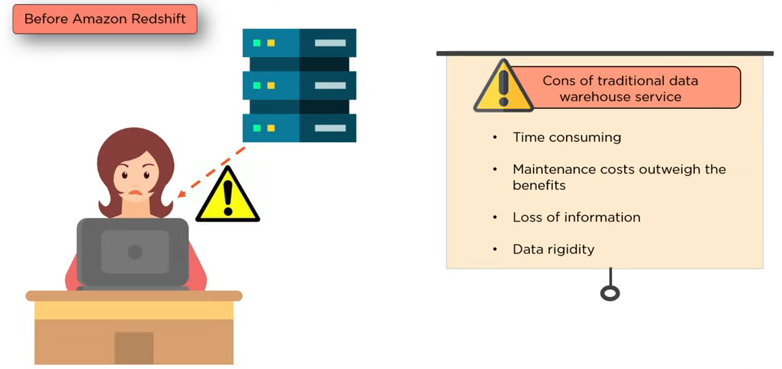 Before Amazon Redshift
Cons of traditional data
warehouse service
• Time consuming
• Maintenance costs outweigh the
benefits
• Loss of information
• Data rigidity